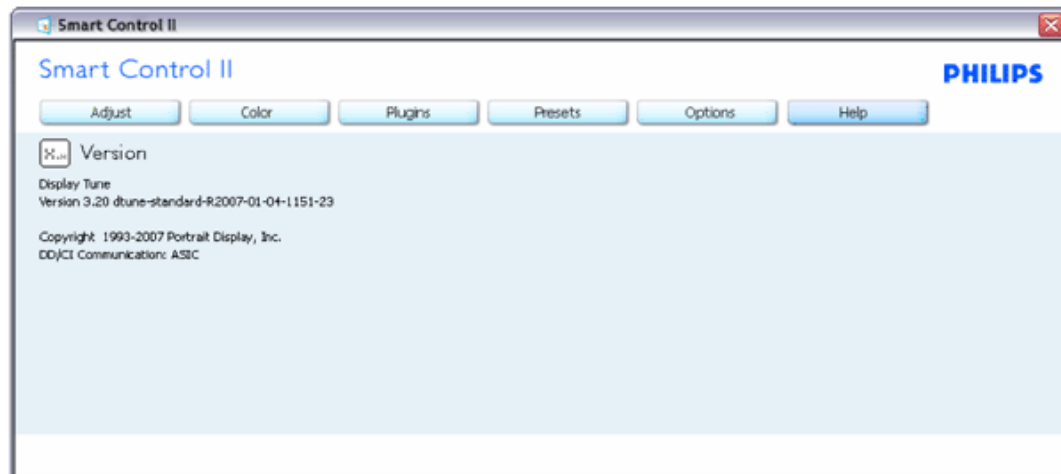 Smart Control II
Smart Control II
PHILIPS
Adjust Color Plugins Presets Options Help
Version
Display Tune
Version 3.20 dtune-standard-R2007-01-04-1151-23
Copyright 1993-2007 Portrait Display, Inc.
DD/CI Communication: ASIC